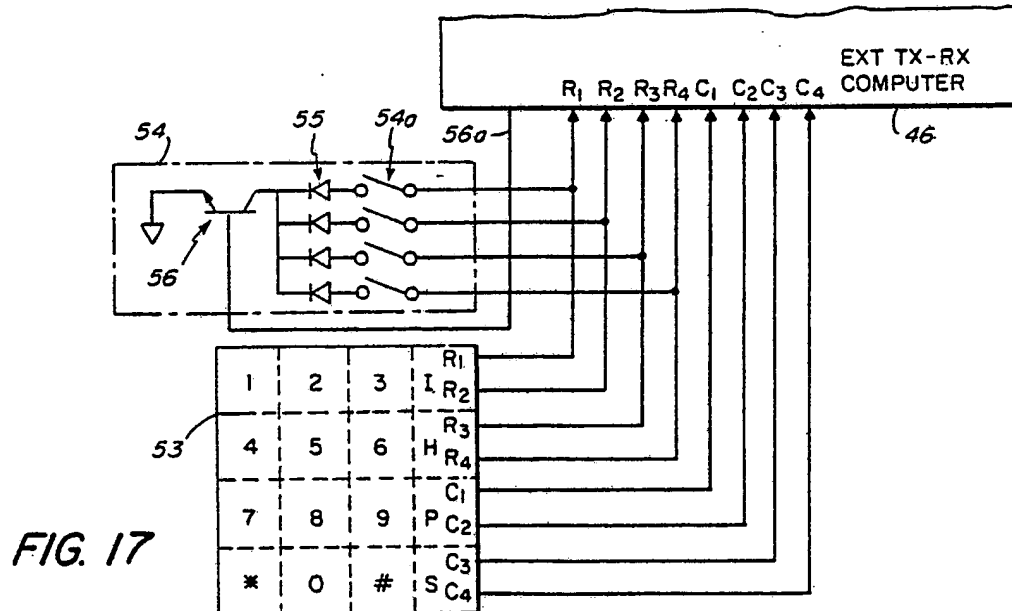 EXT TX-RX
COMPUTER
R1 R2 R3 R4 C1 C2 C3 C4
46
54
55
54a
56a
56
R1
1 2 3 I
R2
R3
4 5 6 H
R4
53
C1
7 8 9 P
C2
C3
* 0 # S
C4
FIG. 17